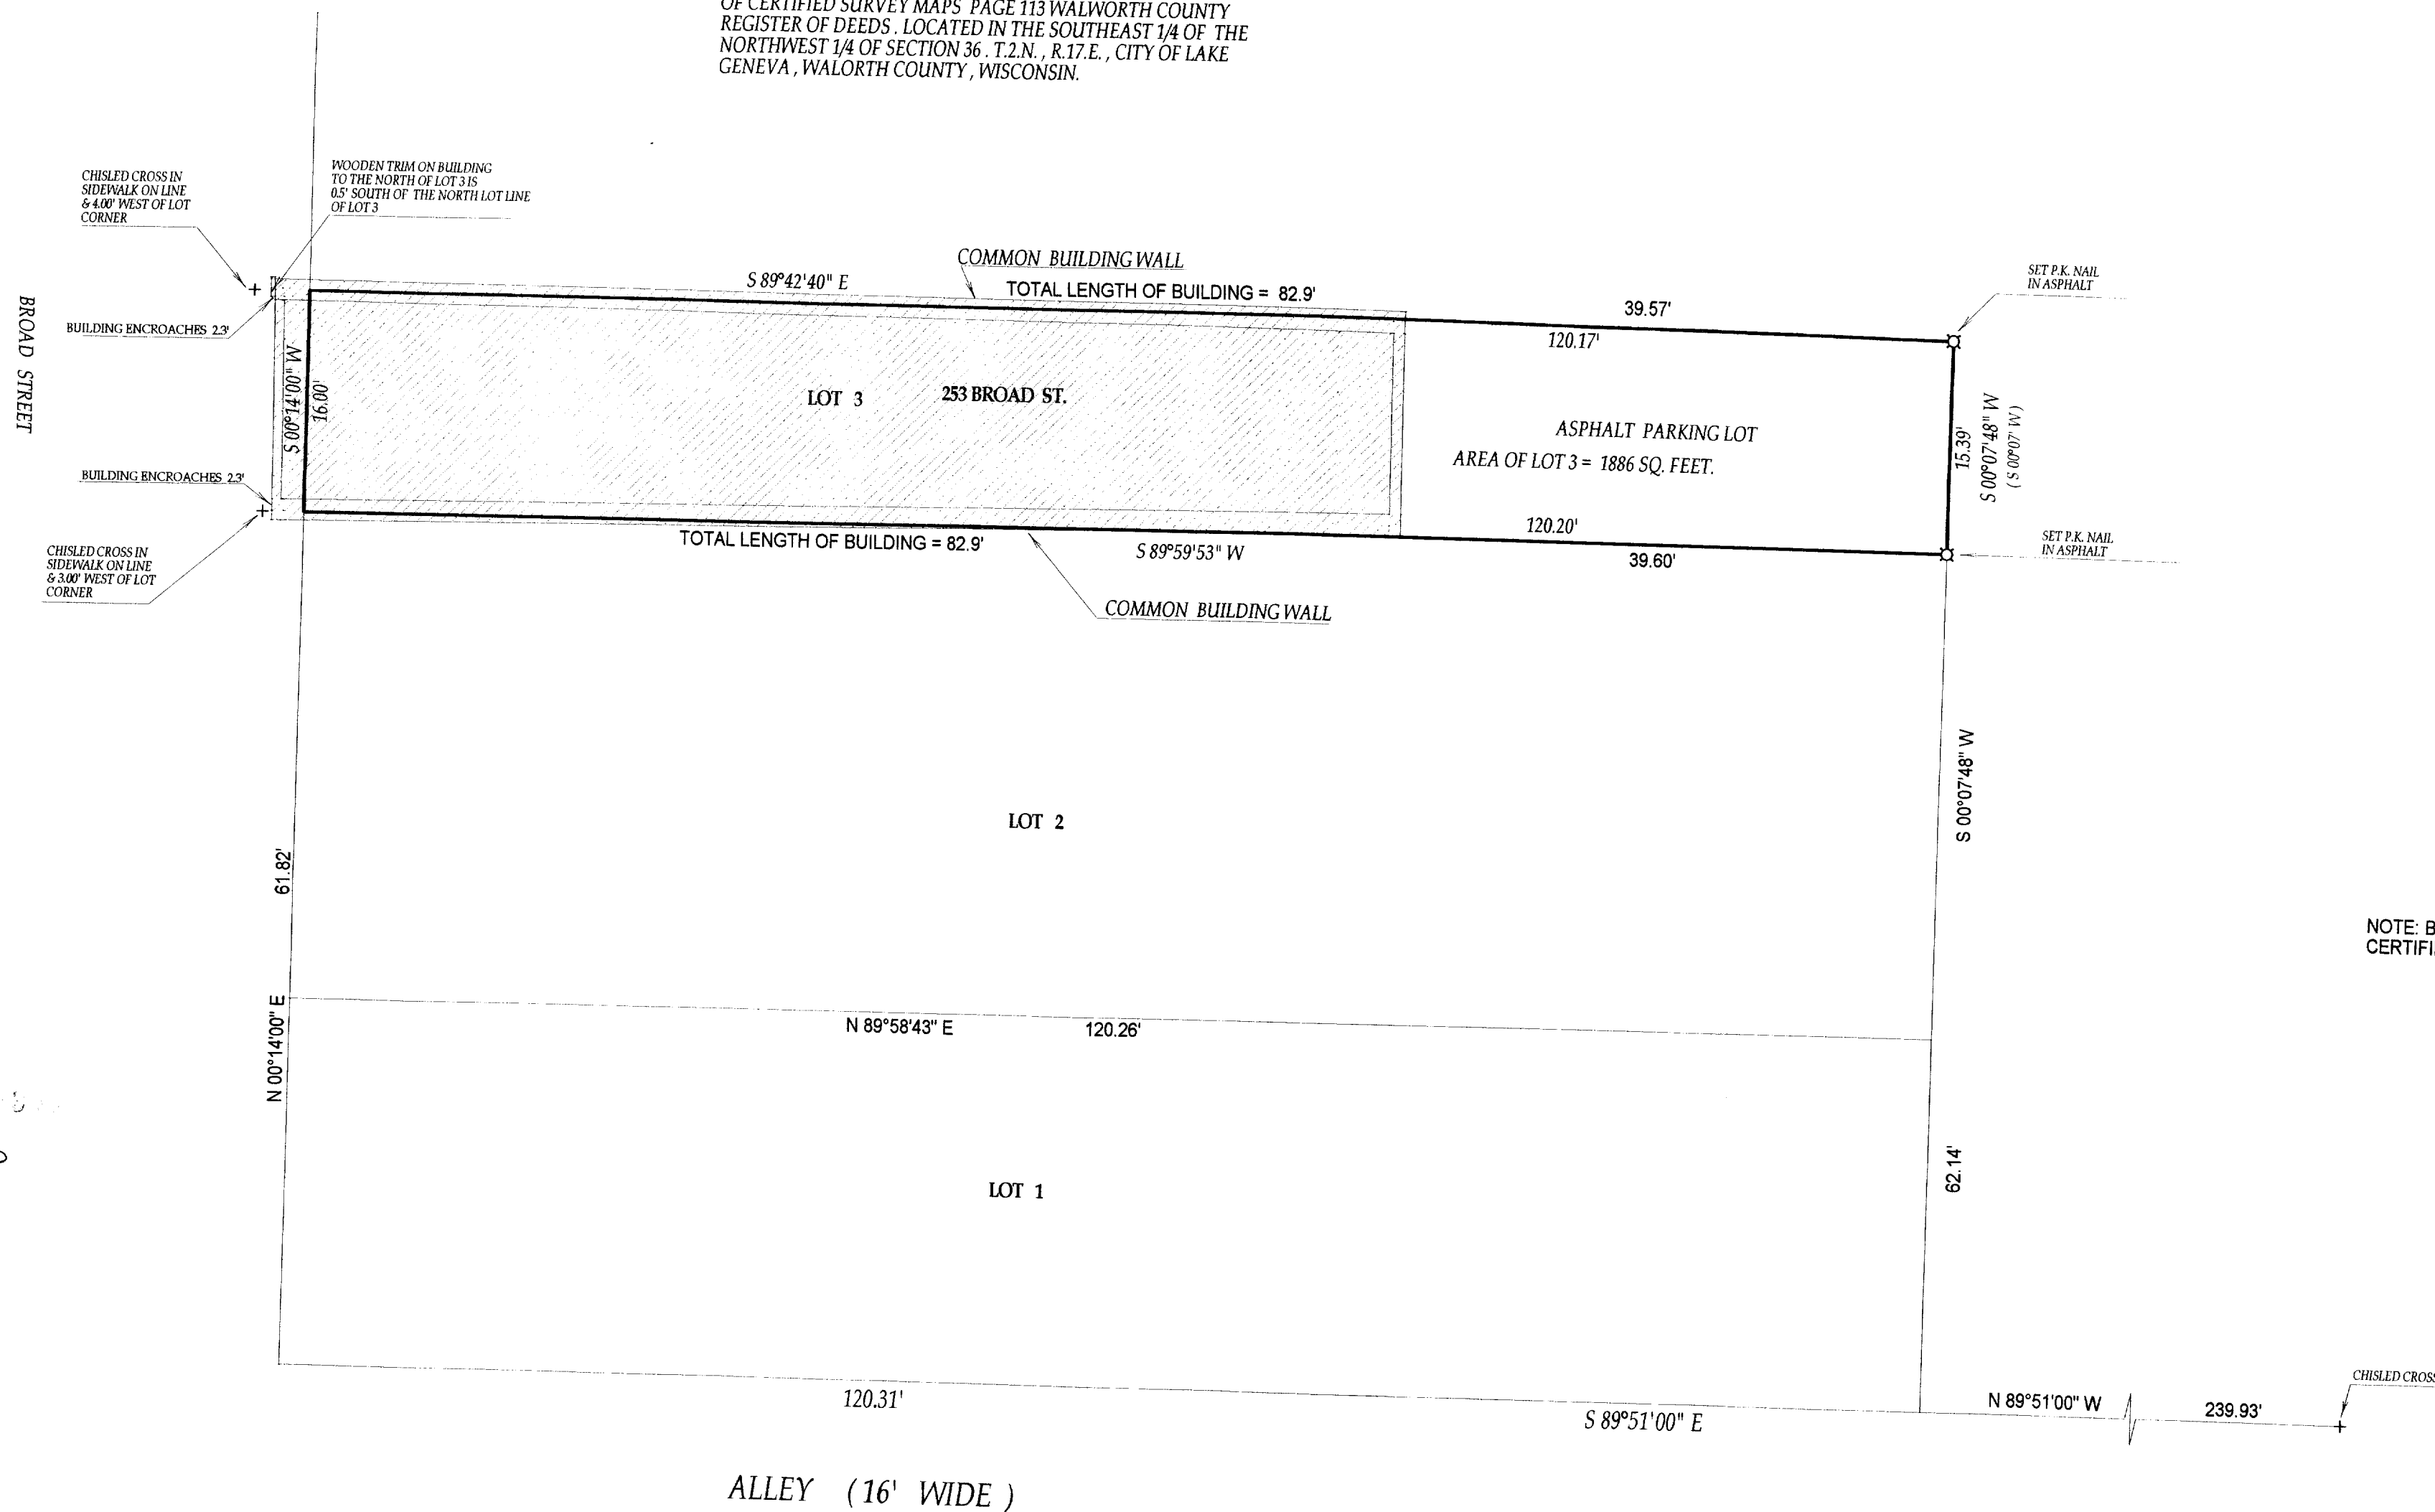 OF CERTIFIED SURVEY MAPS PAGE 113 WALWORTH COUNTY
REGISTER OF DEEDS . LOCATED IN THE SOUTHEAST 1/4 OF THE
NORTHWEST 1/4 OF SECTION 36 . T.2.N. , R.17.E. , CITY OF LAKE
GENEVA , WALORTH COUNTY , WISCONSIN.
CHISLED CROSS IN
SIDEWALK ON LINE
& 4.00' WEST OF LOT
CORNER
WOODEN TRIM ON BUILDING
TO THE NORTH OF LOT 3 IS
0.5' SOUTH OF THE NORTH LOT LINE
OF LOT 3
BROAD STREET
BUILDING ENCROACHES 2.3'
BUILDING ENCROACHES 2.3'
CHISLED CROSS IN
SIDEWALK ON LINE
& 3.00' WEST OF LOT
CORNER
S 89°42'40" E
COMMON BUILDING WALL
TOTAL LENGTH OF BUILDING = 82.9'
39.57'
120.17'
SET P.K. NAIL
IN ASPHALT
S 00°14'00" W
16.00'
LOT 3
253 BROAD ST.
ASPHALT PARKING LOT
AREA OF LOT 3 = 1886 SQ. FEET.
15.39'
S 00°07'48" W
( S 00°07' W )
TOTAL LENGTH OF BUILDING = 82.9'
S 89°59'53" W
120.20'
39.60'
SET P.K. NAIL
IN ASPHALT
COMMON BUILDING WALL
LOT 2
S 00°07'48" W
61.82'
NOTE: B
CERTIFI
N 00°14'00" E
N 89°58'43" E
120.26'
LOT 1
62.14'
120.31'
S 89°51'00" E
N 89°51'00" W
239.93'
CHISLED CROSS
ALLEY ( 16' WIDE )